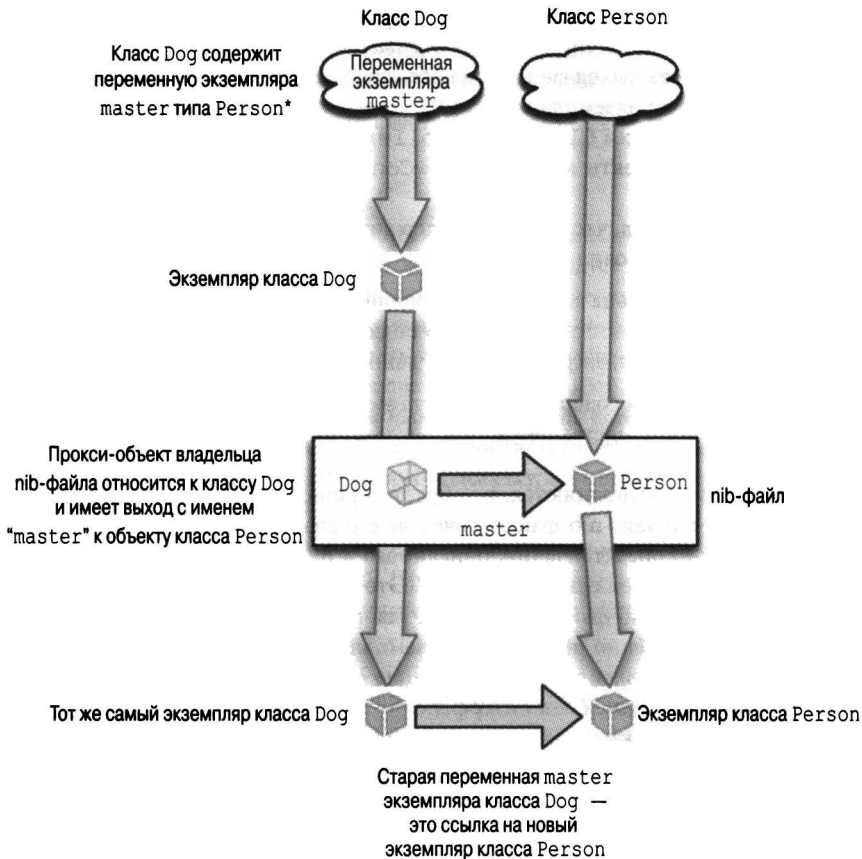 Класс Dog
Класс Person
Класс Dog содержит
переменную экземпляра
master типа Person*
Переменная
экземпляра
master
Экземпляр класса Dog
Прокси-объект владельца
nib-файла относится к классу Dog
и имеет выход с именем
“master” к объекту класса Person
Dog
master
Person
nib-файл
Тот же самый экземпляр класса Dog
Экземпляр класса Person
Старая переменная master
экземпляра класса Dog —
это ссылка на новый
экземпляр класса Person